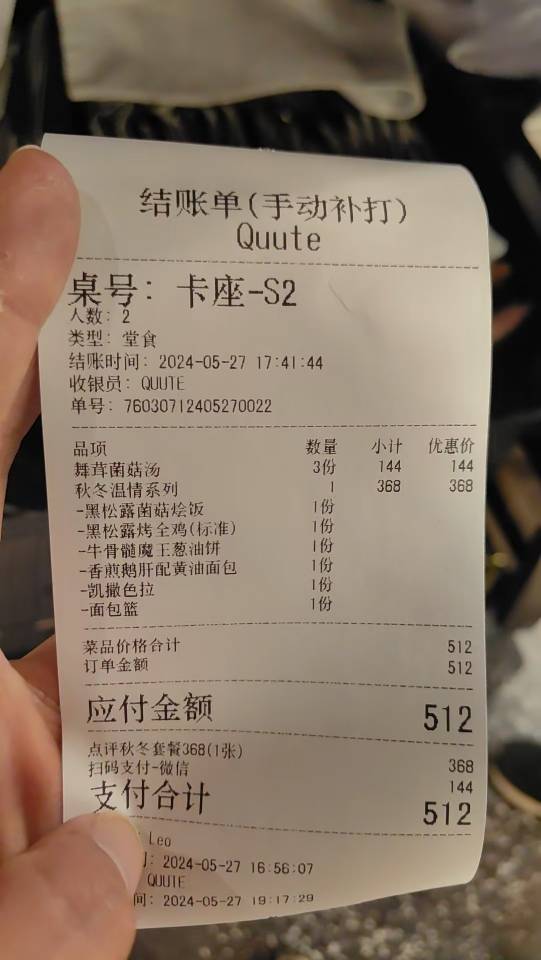 结账单(手动补打)
Quute
桌号: 卡座-S2
人数: 2
类型: 堂食
结账时间: 2024-05-27 17:41:44
收银员: QUUTE
单号: 76030712405270022
品项 数量 小计 优惠价
舞茸菌菇汤 3份 144 144
秋冬温情系列 1 368 368
-黑松露菌菇烩饭 1份
-黑松露烤全鸡(标准) 1份
-牛骨髓魔王葱油饼 1份
-香煎鹅肝配黄油面包 1份
-凯撒色拉 1份
-面包篮 1份
菜品价格合计 512
订单金额 512
应付金额 512
点评秋冬套餐368(1张) 368
扫码支付-微信 144
支付合计 512
Leo
: 2024-05-27 16:56:07
QUUTE
间: 2024-05-27 19:17:29